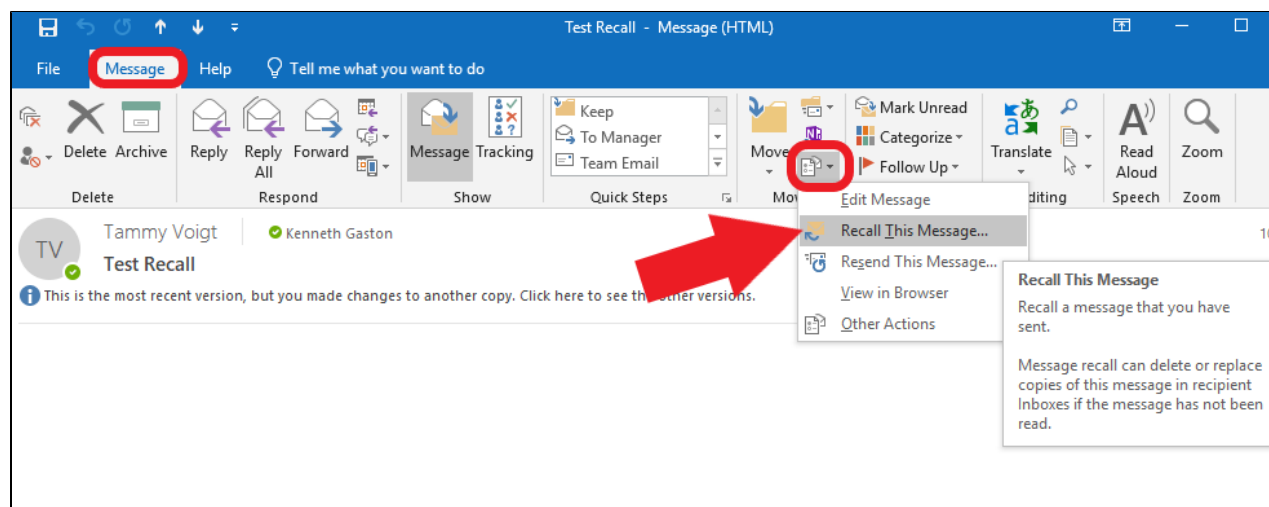 Test Recall - Message (HTML)
File Message Help Tell me what you want to do
Delete Archive Reply Reply All Forward Message Tracking
Keep
To Manager
Team Email
Move
Mark Unread
Categorize
Follow Up
Translate
Read Aloud
Zoom
Delete Respond Show Quick Steps Editing Speech Zoom
Edit Message
Recall This Message...
Resend This Message...
View in Browser
Other Actions
TV
Tammy Voigt Kenneth Gaston
Test Recall
This is the most recent version, but you made changes to another copy. Click here to see the other versions.
Recall This Message
Recall a message that you have
sent.
Message recall can delete or replace
copies of this message in recipient
Inboxes if the message has not been
read.